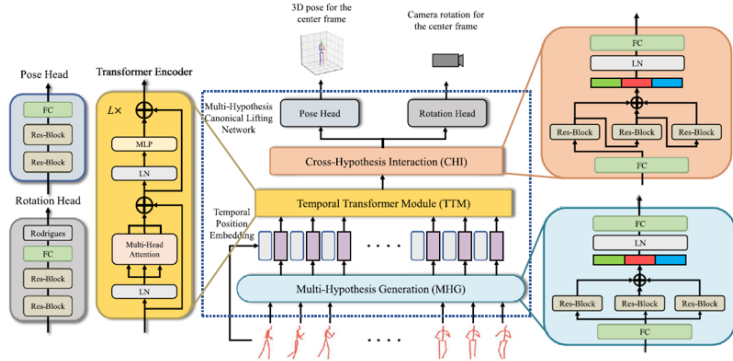 3D pose for the
center frame
Camera rotation for
the center frame
Pose Head
FC
Res-Block
Res-Block
Rotation Head
Rodrigues
FC
Res-Block
Res-Block
Transformer Encoder
L×
MLP
LN
Multi-Head
Attention
LN
Multi-Hypothesis
Canonical Lifting
Network
Pose Head
Rotation Head
Cross-Hypothesis Interaction (CHI)
Temporal Transformer Module (TTM)
Temporal
Position
Embedding
Multi-Hypothesis Generation (MHG)
FC
LN
Res-Block
Res-Block
Res-Block
FC
FC
LN
Res-Block
Res-Block
Res-Block
FC